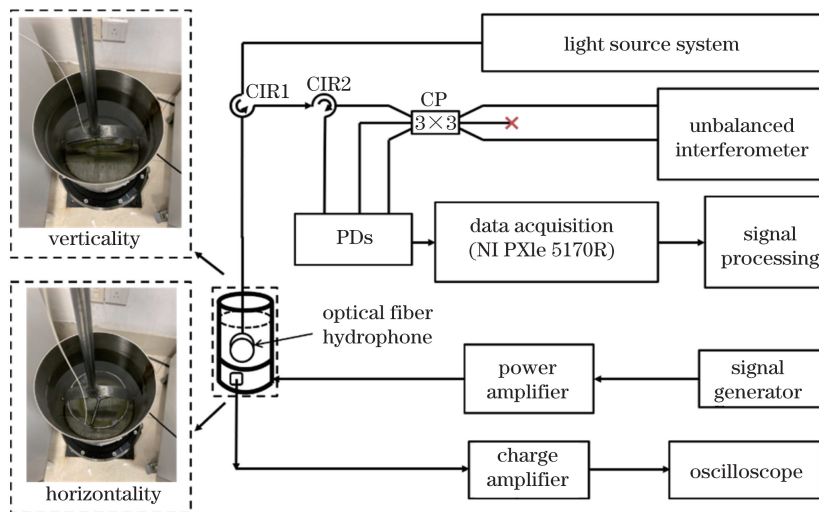 light source system
CIR1
CIR2
CP
3×3
unbalanced
interferometer
verticality
PDs
data acquisition
(NI PXle 5170R)
signal
processing
optical fiber
hydrophone
power
amplifier
signal
generator
charge
amplifier
oscilloscope
horizontality